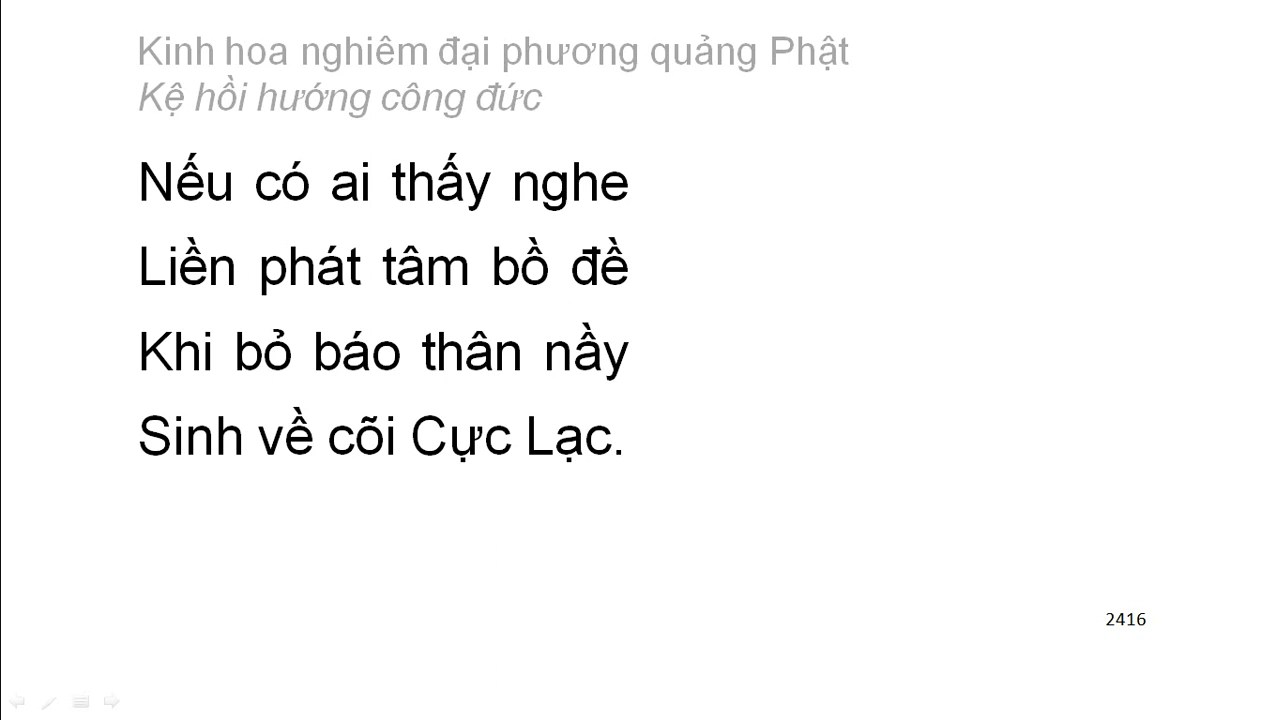 Kinh hoa nghiêm đại phương quảng Phật
Kệ hồi hướng công đức
Nếu có ai thấy nghe
Liền phát tâm bồ đề
Khi bỏ báo thân nầy
Sinh về cõi Cực Lạc.
2416